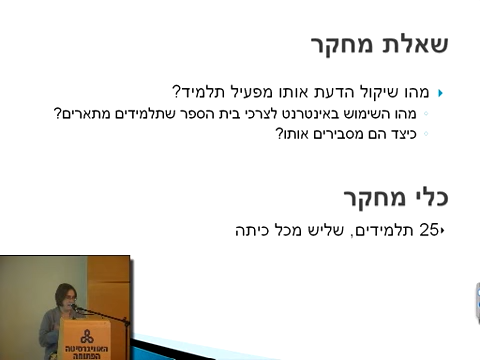 שאלת מחקר
מהו שיקול הדעת אותו מפעיל תלמיד?
מהו השימוש באינטרנט לצרכי בית הספר שתלמידים מתארים?
כיצד הם מסבירים אותו?
כלי מחקר
25 תלמידים, שליש מכל כיתה
האוניברסיטה
הפתוחה